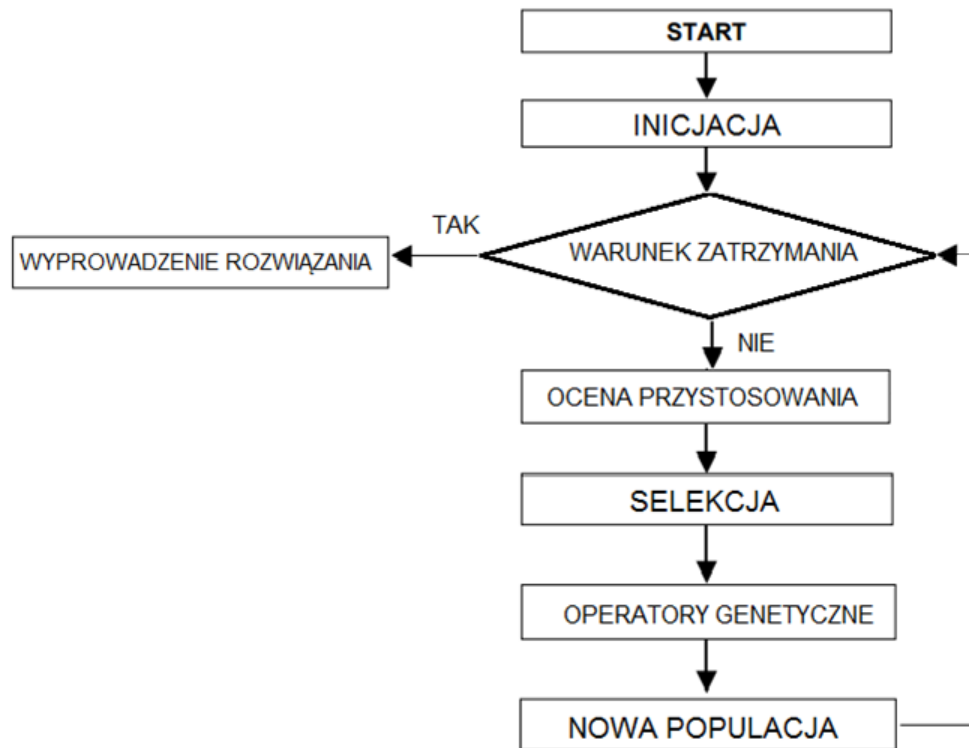 START
INICJACJA
TAK
WARUNEK ZATRZYMANIA
WYPROWADZENIE ROZWIĄZANIA
NIE
OCENA PRZYSTOSOWANIA
SELEKCJA
OPERATORY GENETYCZNE
NOWA POPULACJA